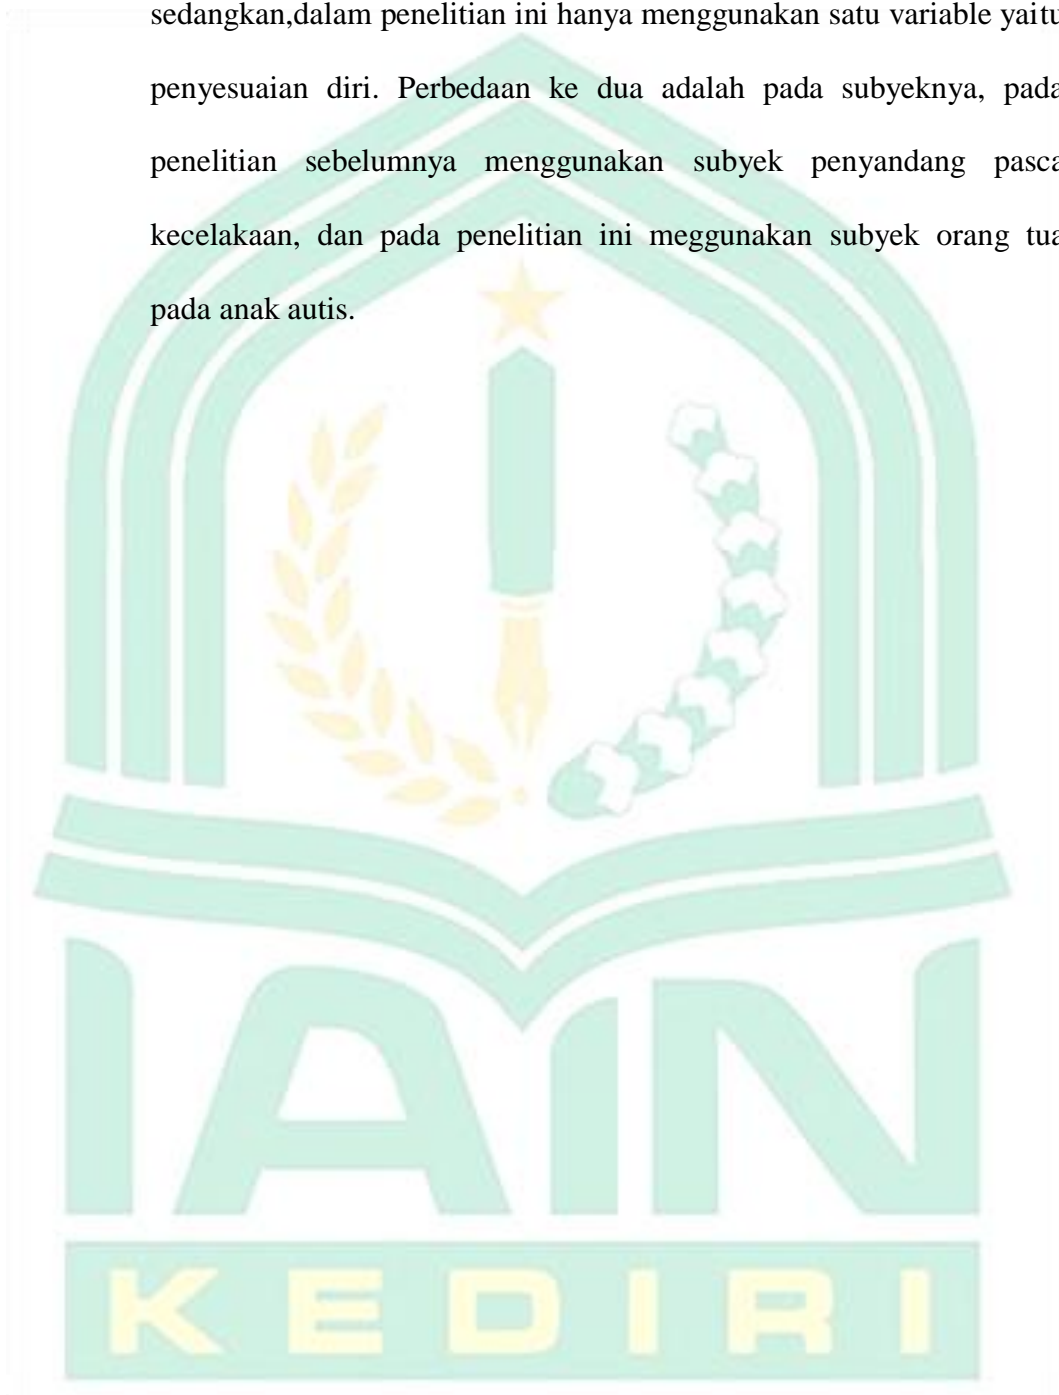 sedangkan,dalam penelitian ini hanya menggunakan satu variable yaitu
penyesuaian diri. Perbedaan ke dua adalah pada subyeknya, pada
penelitian sebelumnya menggunakan subyek penyandang pasca
kecelakaan, dan pada penelitian ini meggunakan subyek orang tua
pada anak autis.
IAIN
KEDIRI